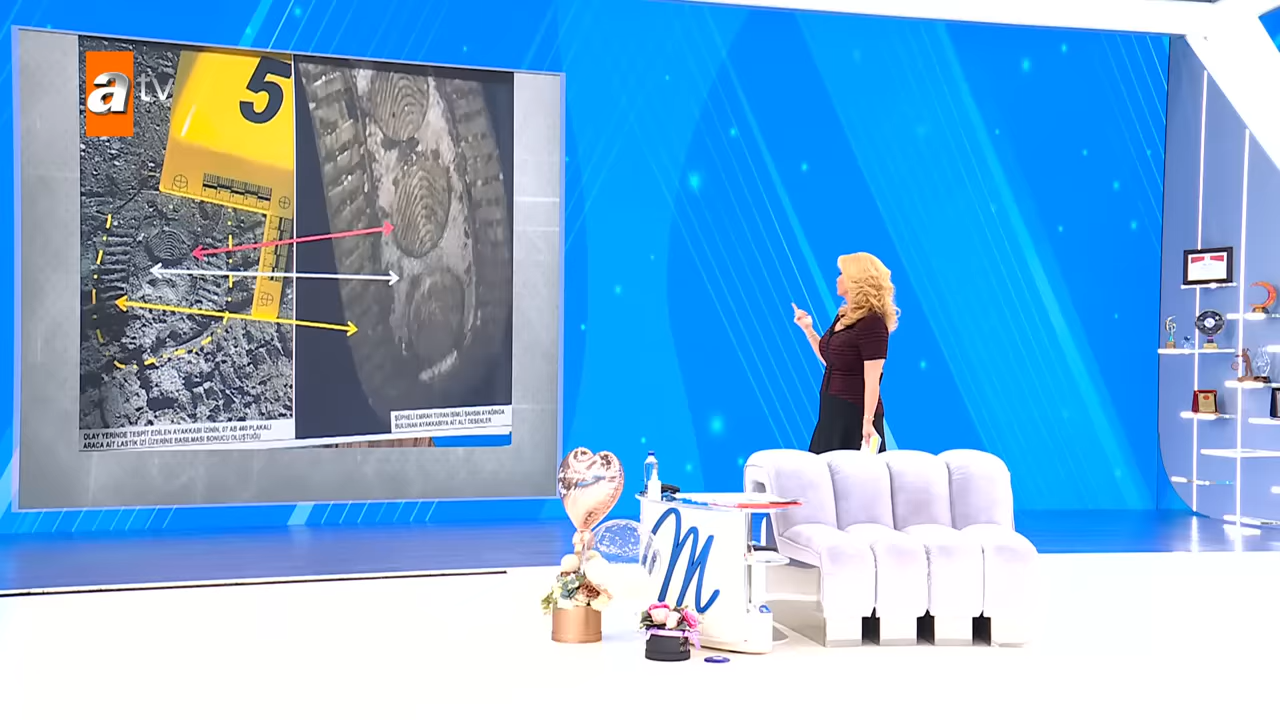 a tv
5
OLAY YERİNDE TESPİT EDİLEN AYAKKABI İZİNİN, 07 AB 460 PLAKALI
ARACA AİT LASTİK İZİ ÜZERİNE BASILMASI SONUCU OLUŞTUĞU
ŞÜPHELİ EMRAH TURAN İSİMLİ ŞAHSIN AYAĞINDA
BULUNAN AYAKKABIYA AİT ALT DESENLER
M